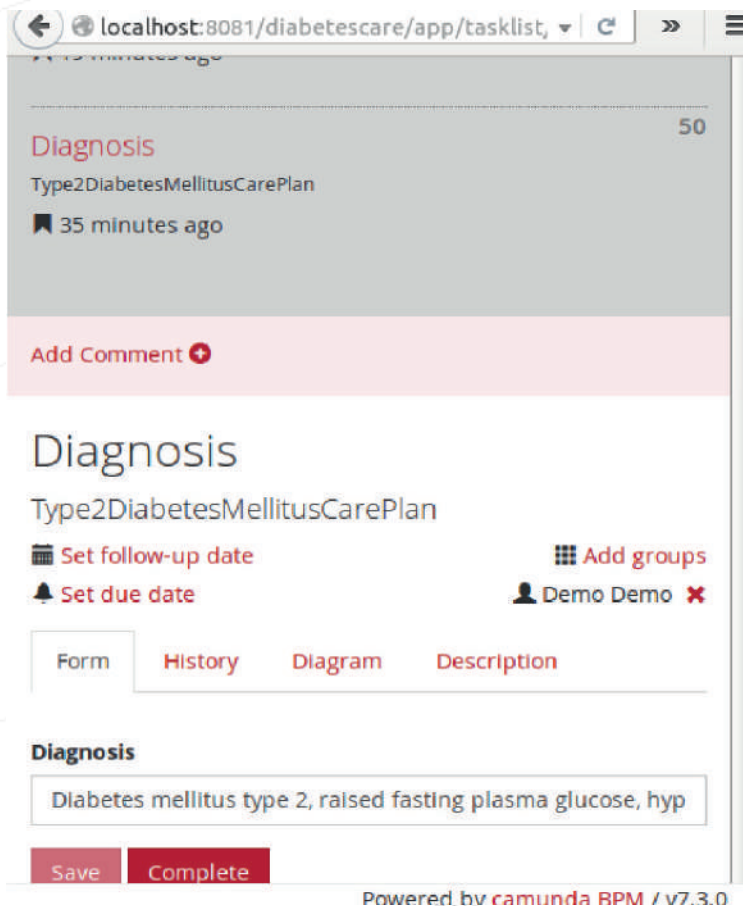 localhost:8081/diabetescare/app/tasklist,
minutes ago
50
Diagnosis
Type2DiabetesMellitusCarePlan
35 minutes ago
Add Comment
Diagnosis
Type2DiabetesMellitusCarePlan
Set follow-up date Add groups
Set due date Demo Demo
Form History Diagram Description
Diagnosis
Diabetes mellitus type 2, raised fasting plasma glucose, hyp
Save Complete
Powered by camunda BPM / v7.3.0